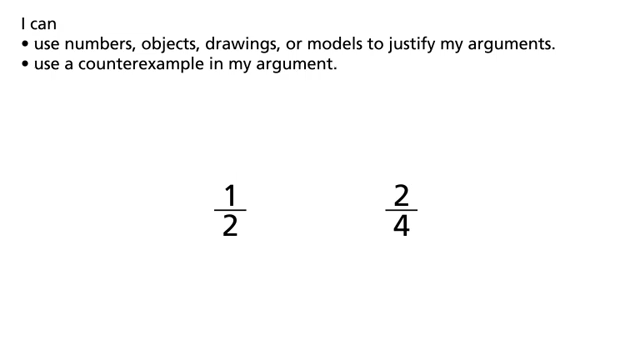 I can
• use numbers, objects, drawings, or models to justify my arguments.
• use a counterexample in my argument.
1/2 2/4